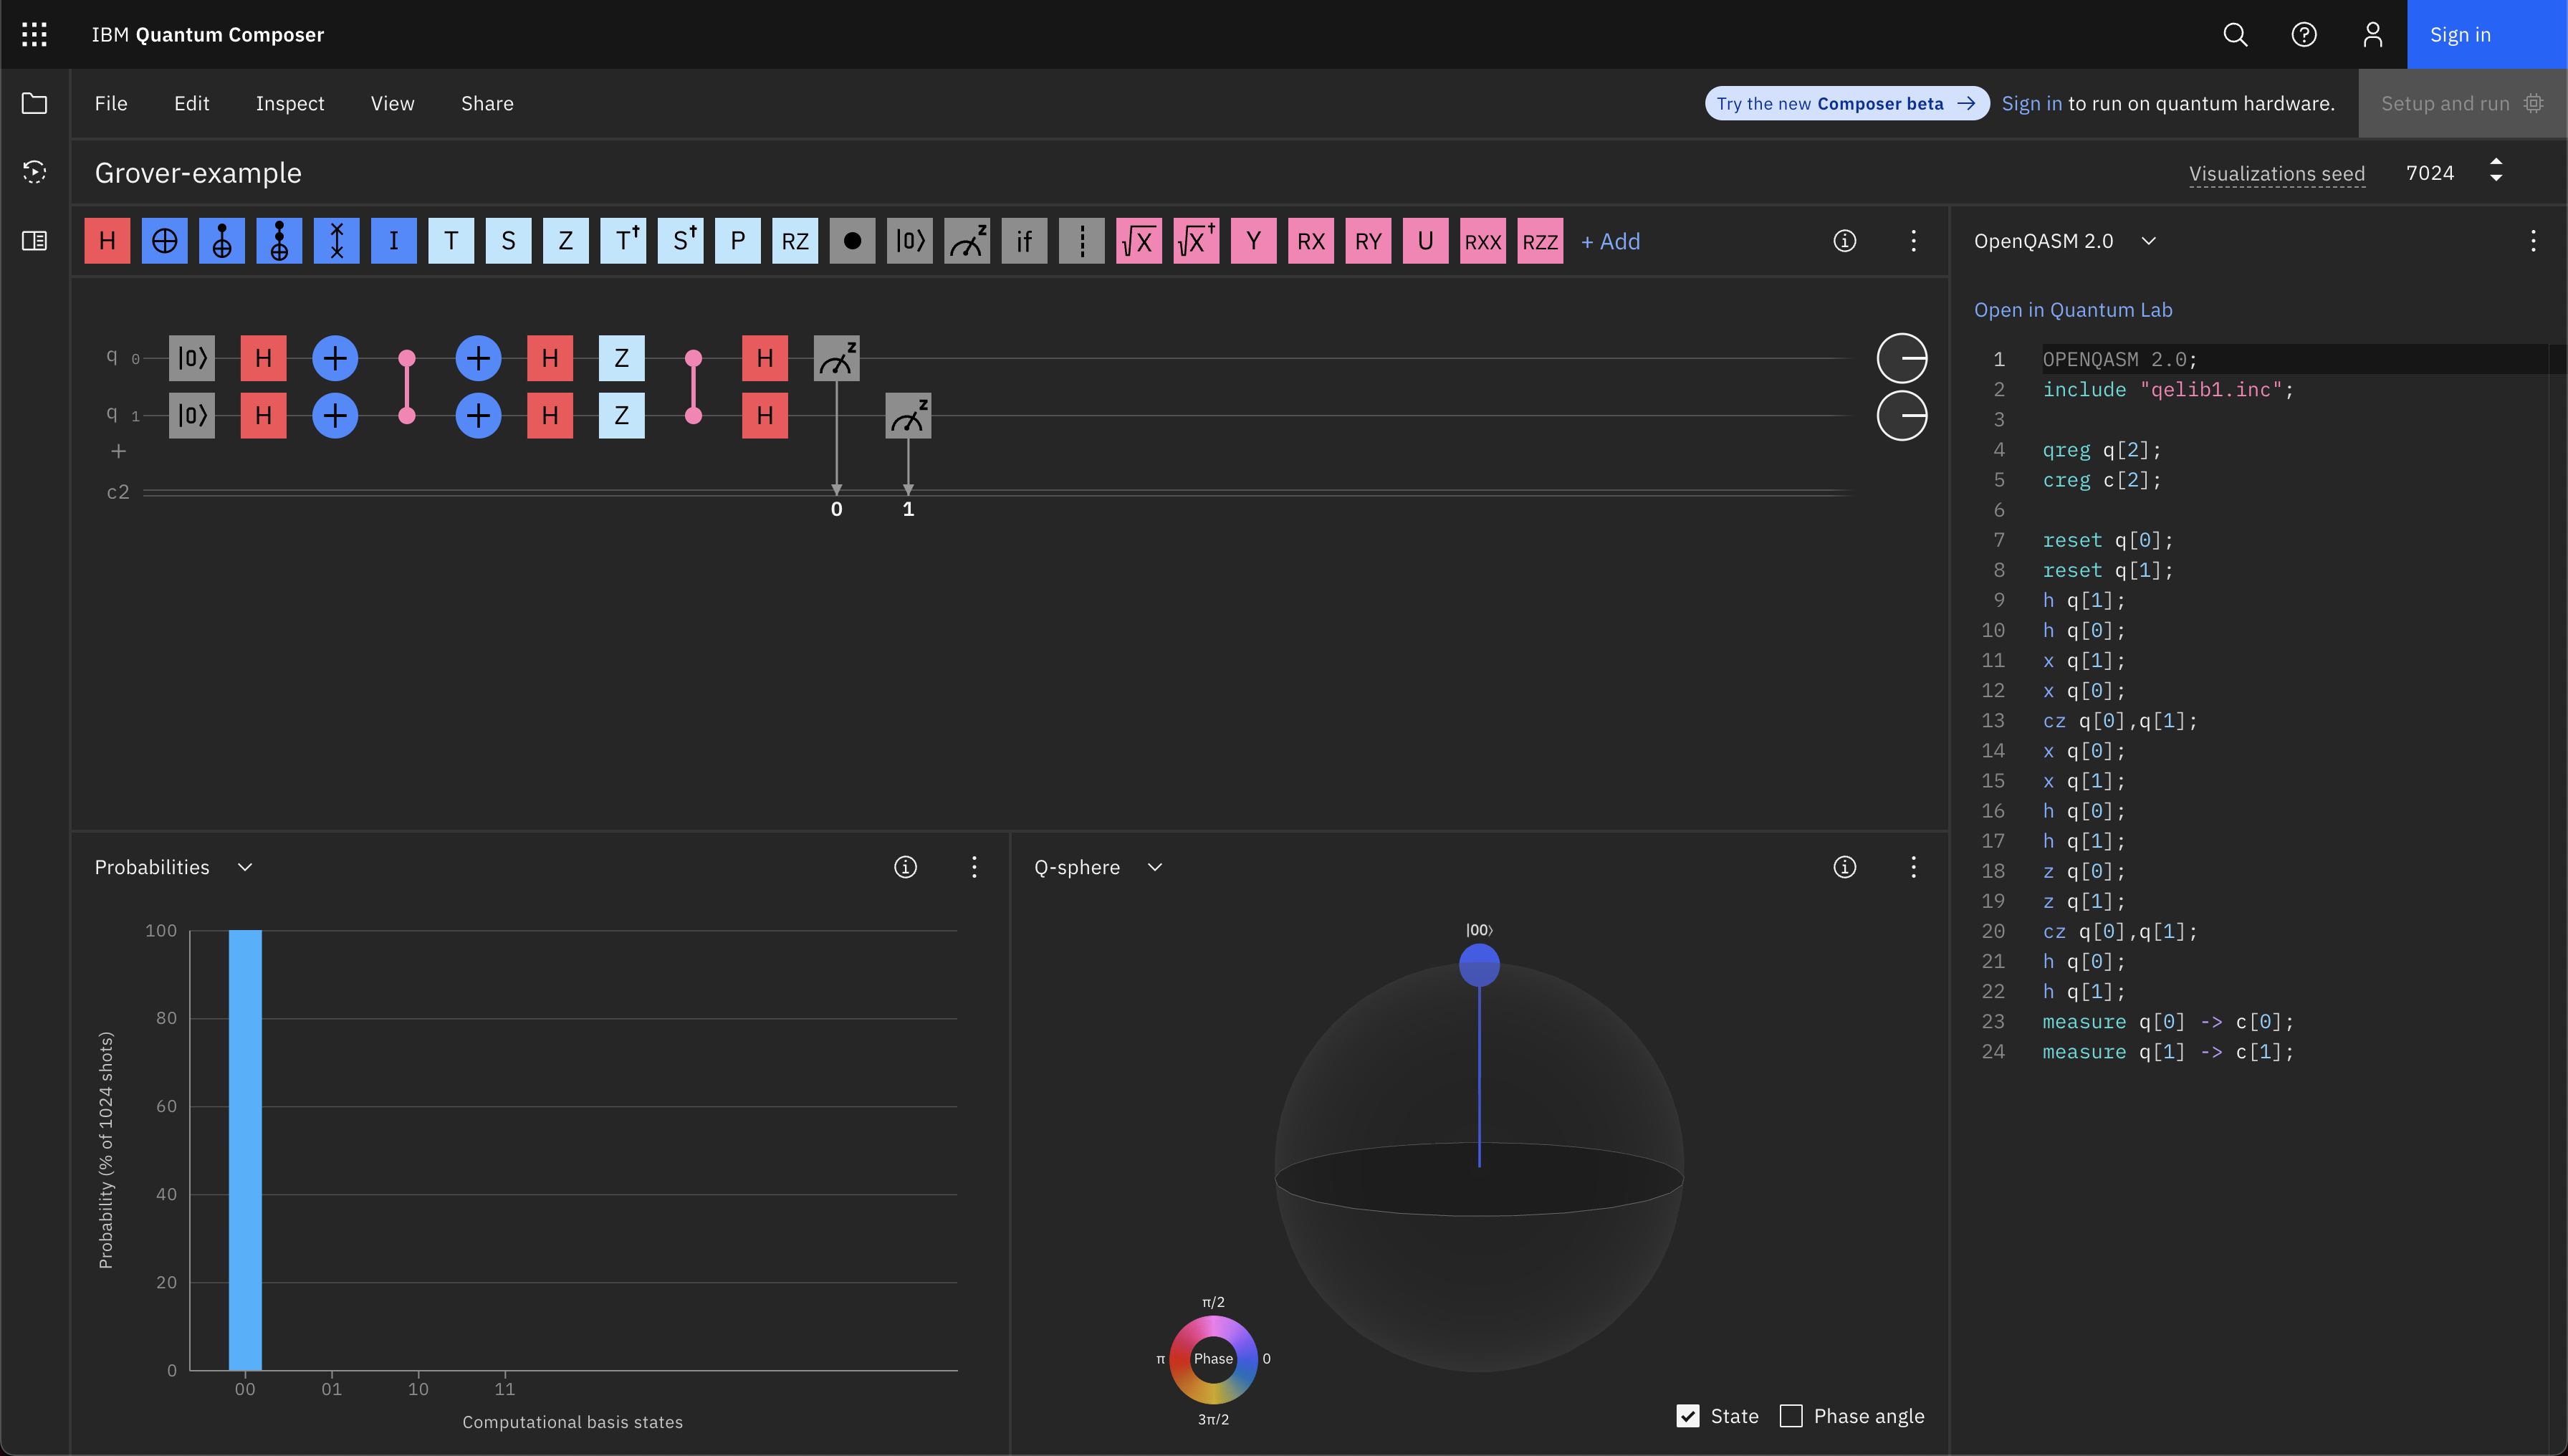 IBM Quantum Composer
Sign in
File Edit Inspect View Share
Try the new Composer beta → Sign in to run on quantum hardware.
Setup and run
Grover-example
Visualizations seed 7024
H T S Z T† S† P RZ |0⟩ z if √X √X† Y RX RY U RXX RZZ + Add
I
q 0 |0⟩ H + + H Z H z
q 1 |0⟩ H + + H Z H z
+
c2
0 1
OpenQASM 2.0
Open in Quantum Lab
1 OPENQASM 2.0;
2 include "qelib1.inc";
3
4 qreg q[2];
5 creg c[2];
6
7 reset q[0];
8 reset q[1];
9 h q[1];
10 h q[0];
11 x q[1];
12 x q[0];
13 cz q[0],q[1];
14 x q[0];
15 x q[1];
16 h q[0];
17 h q[1];
18 z q[0];
19 z q[1];
20 cz q[0],q[1];
21 h q[0];
22 h q[1];
23 measure q[0] -> c[0];
24 measure q[1] -> c[1];
Probabilities
Probability (% of 1024 shots)
100
80
60
40
20
0
00 01 10 11
Computational basis states
Q-sphere
|00⟩
π/2
π Phase 0
3π/2
State Phase angle